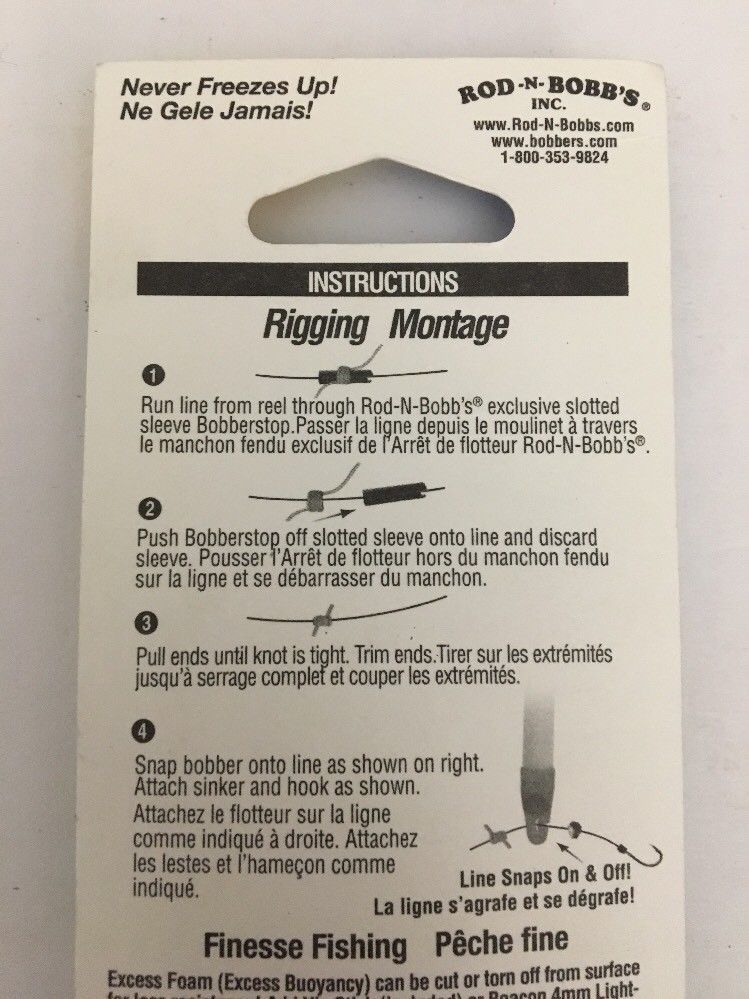 Never Freezes Up!
Ne Gele Jamais!
ROD-N-BOBB'S®
INC.
www.Rod-N-Bobbs.com
www.bobbers.com
1-800-353-9824
INSTRUCTIONS
Rigging Montage
1
Run line from reel through Rod-N-Bobb's® exclusive slotted
sleeve Bobberstop.Passer la ligne depuis le moulinet à travers
le manchon fendu exclusif de l'Arrêt de flotteur Rod-N-Bobb's®.
2
Push Bobberstop off slotted sleeve onto line and discard
sleeve. Pousser l'Arrêt de flotteur hors du manchon fendu
sur la ligne et se débarrasser du manchon.
3
Pull ends until knot is tight. Trim ends.Tirer sur les extrémités
jusqu'à serrage complet et couper les extrémités.
4
Snap bobber onto line as shown on right.
Attach sinker and hook as shown.
Attachez le flotteur sur la ligne
comme indiqué à droite. Attachez
les lestes et l'hameçon comme
indiqué.
Line Snaps On & Off!
La ligne s'agrafe et se dégrafe!
Finesse Fishing Pêche fine
Excess Foam (Excess Buoyancy) can be cut or torn off from surface
4mm Light-